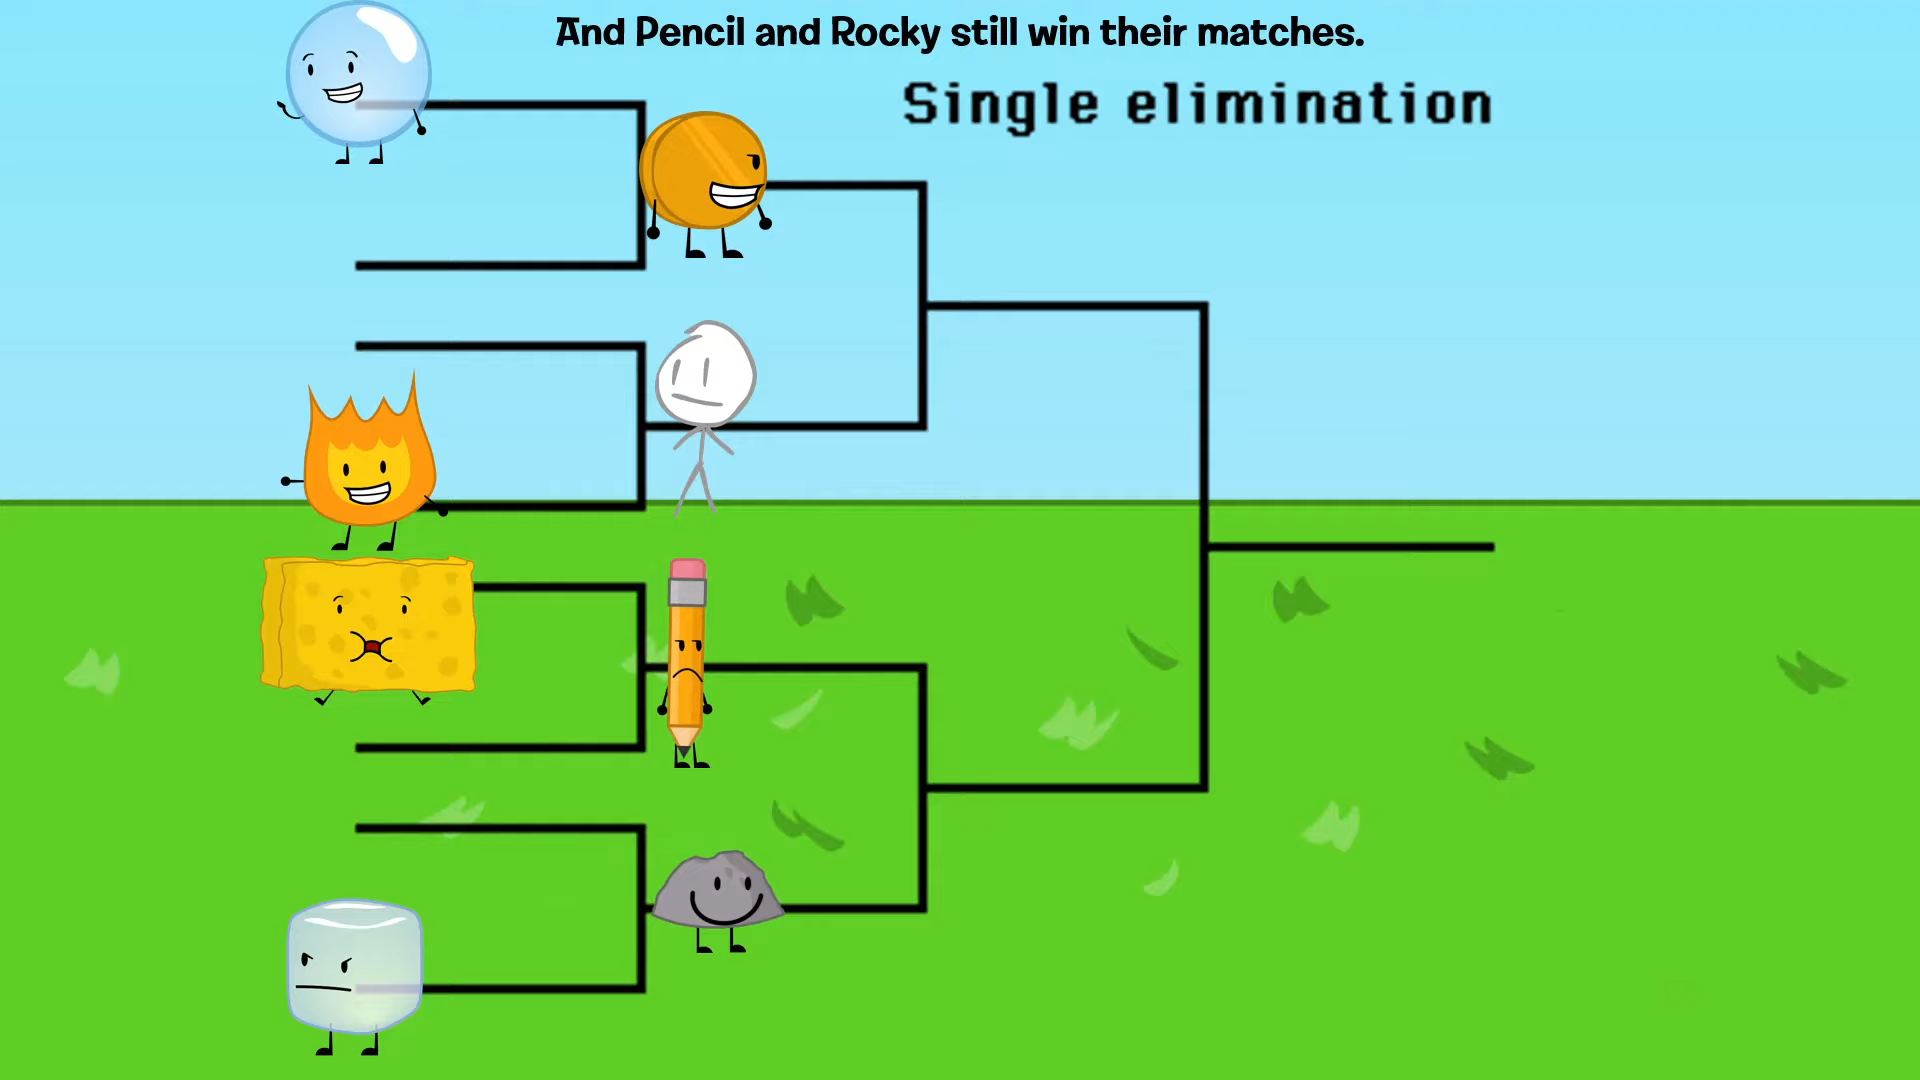 And Pencil and Rocky still win their matches.
Single elimination